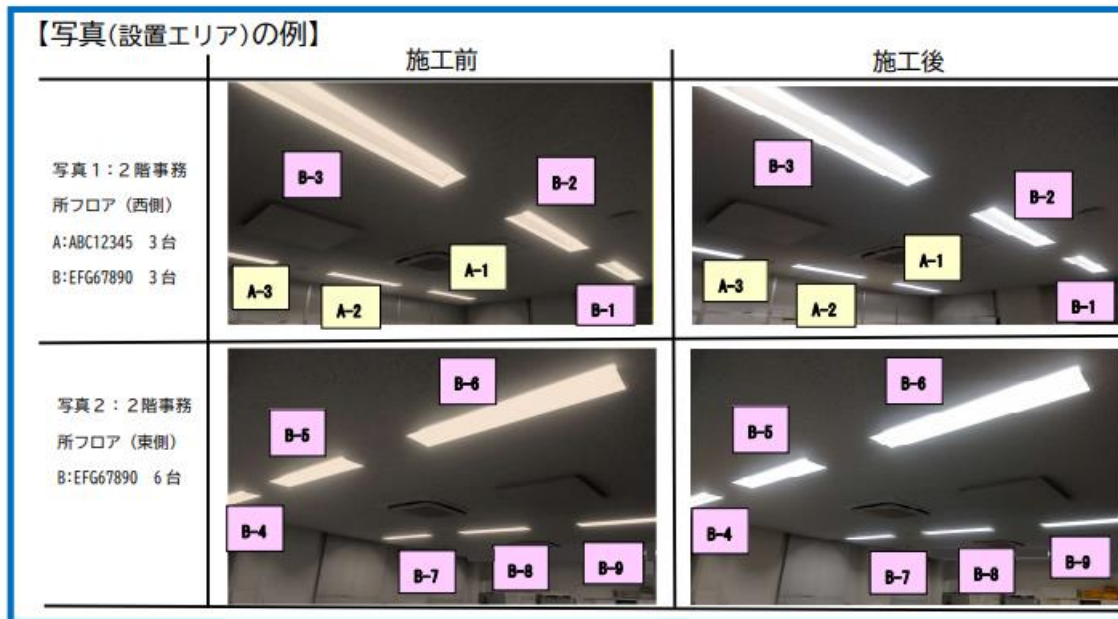 【写真(設置エリア)の例】
施工前
施工後
写真1:2階事務
所フロア(西側)
A:ABC12345 3台
B:EFG67890 3台
B-3
B-2
A-1
A-3
A-2
B-1
B-3
B-2
A-1
A-3
A-2
B-1
写真2:2階事務
所フロア(東側)
B:EFG67890 6台
B-6
B-5
B-4
B-7
B-8
B-9
B-6
B-5
B-4
B-7
B-8
B-9